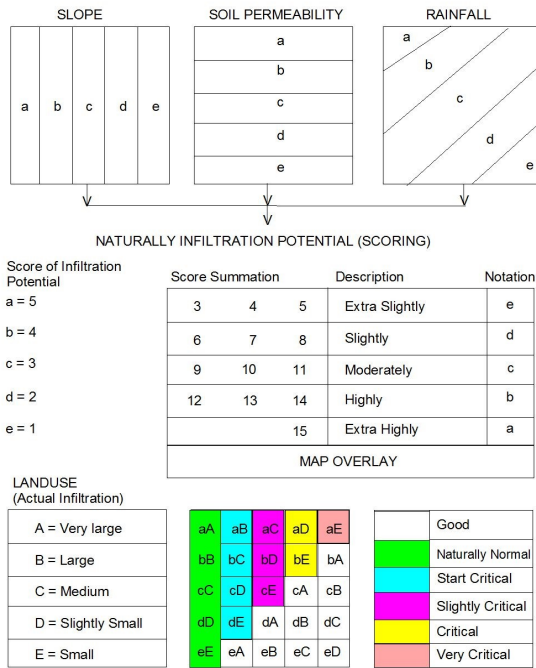 SLOPE SOIL PERMEABILITY RAINFALL
a b c d e
a
b
c
d
e
a
b
c
d
e
NATURALLY INFILTRATION POTENTIAL (SCORING)
Score of Infiltration
Potential
a = 5
b = 4
c = 3
d = 2
e = 1
Score Summation Description Notation
3 4 5 Extra Slightly e
6 7 8 Slightly d
9 10 11 Moderately c
12 13 14 Highly b
15 Extra Highly a
MAP OVERLAY
LANDUSE
(Actual Infiltration)
A = Very large
B = Large
C = Medium
D = Slightly Small
E = Small
aA aB aC aD aE
bB bC bD bE bA
cC cD cE cA cB
dD dE dA dB dC
eE eA eB eC eD
Good
Naturally Normal
Start Critical
Slightly Critical
Critical
Very Critical